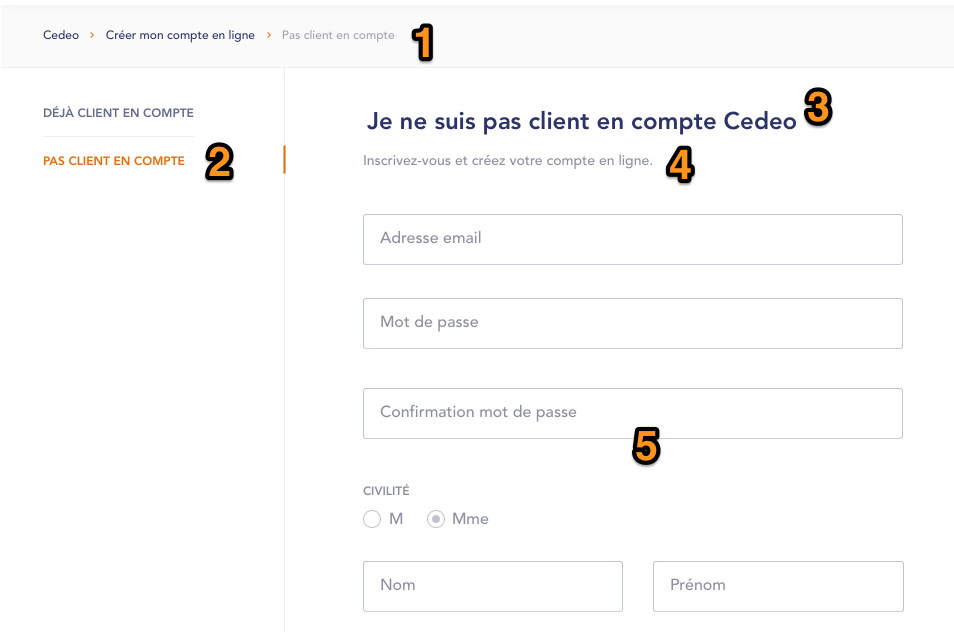 Cedeo > Créer mon compte en ligne > Pas client en compte 1
DÉJÀ CLIENT EN COMPTE
PAS CLIENT EN COMPTE 2
Je ne suis pas client en compte Cedeo 3
Inscrivez-vous et créez votre compte en ligne. 4
Adresse email
Mot de passe
Confirmation mot de passe
5
CIVILITÉ
M Mme
Nom Prénom